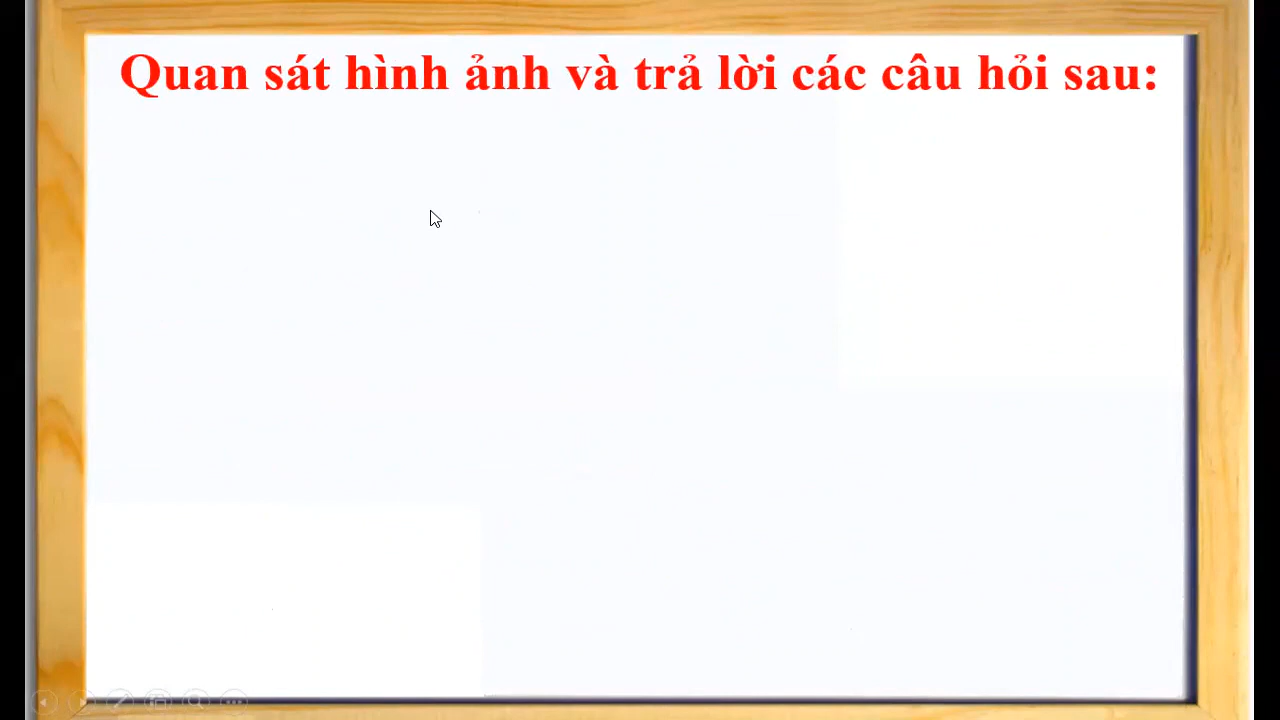 Quan sát hình ảnh và trả lời các câu hỏi sau: